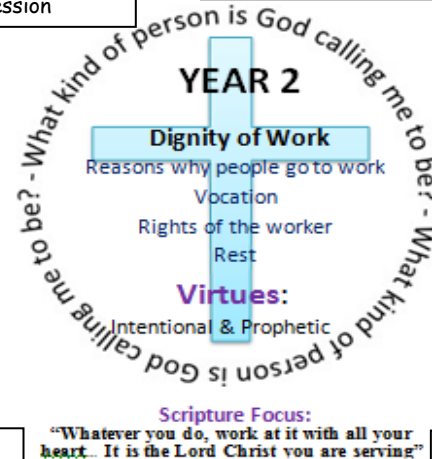 ession
What kind of person is God calling me to be? - What kind of person is God calling me to be? -
YEAR 2
Dignity of Work
Reasons why people go to work
Vocation
Rights of the worker
Rest
Virtues:
Intentional & Prophetic
Scripture Focus:
“Whatever you do, work at it with all your
heart... It is the Lord Christ you are serving”